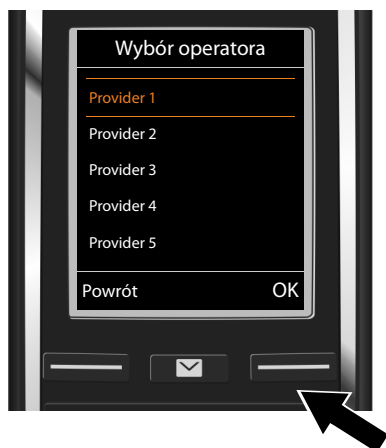 Wybór operatora
Provider 1
Provider 2
Provider 3
Provider 4
Provider 5
Powrót OK